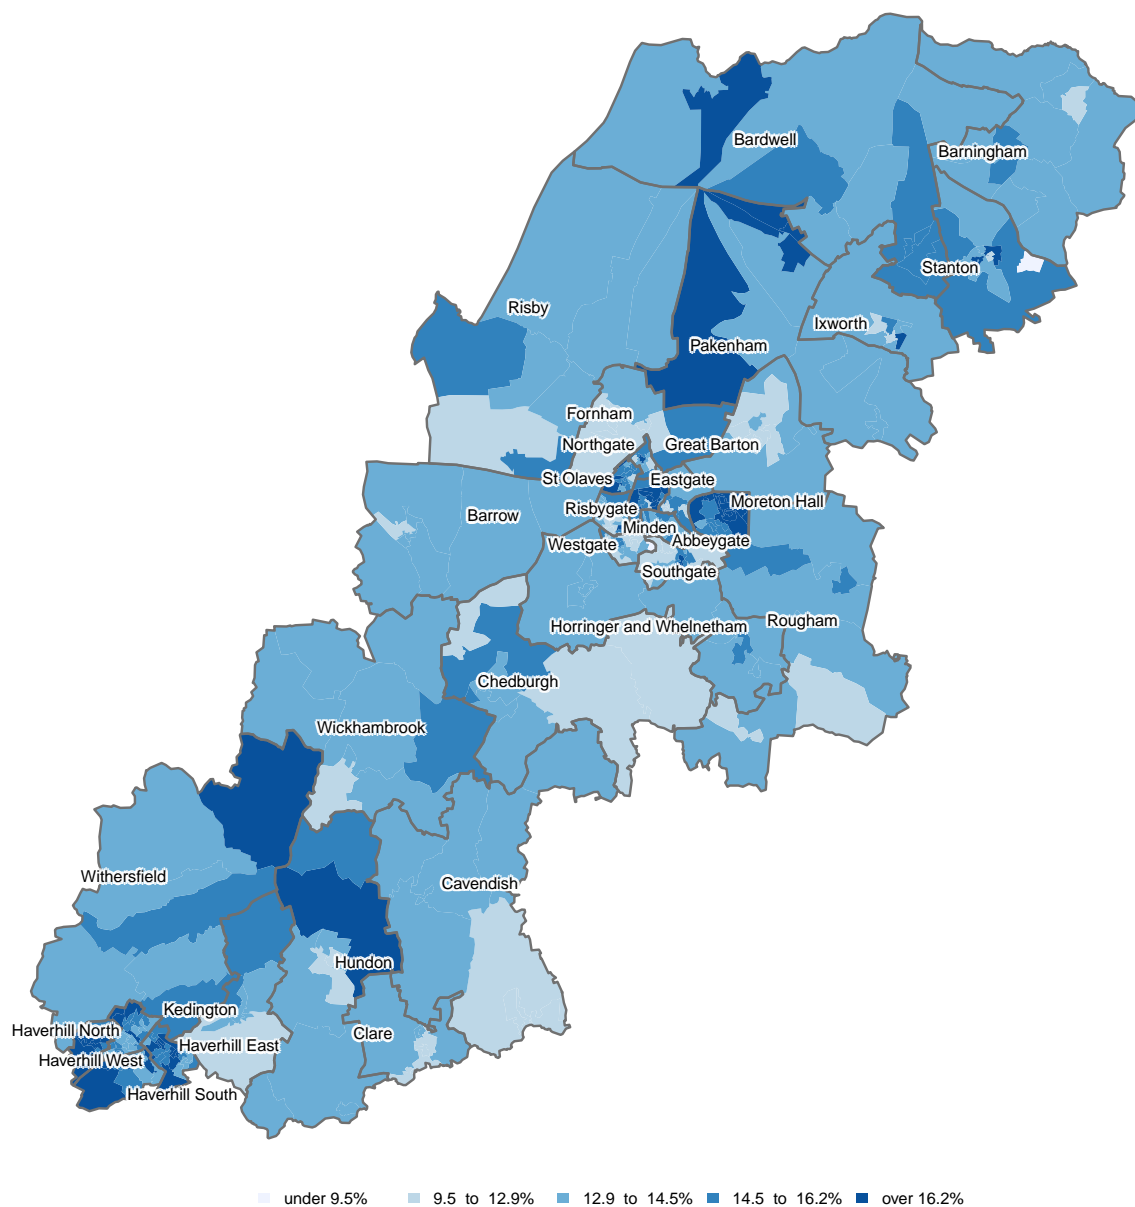 Bardwell
Barningham
Stanton
Risby
Ixworth
Pakenham
Fornham
Northgate
Great Barton
St Olaves
Eastgate
Moreton Hall
Risbygate
Barrow
Minden
Abbeygate
Westgate
Southgate
Horringer and Whelnetham
Rougham
Chedburgh
Wickhambrook
Withersfield
Cavendish
Hundon
Kedington
Haverhill North
Clare
Haverhill East
Haverhill West
Haverhill South
under 9.5% 9.5 to 12.9% 12.9 to 14.5% 14.5 to 16.2% over 16.2%